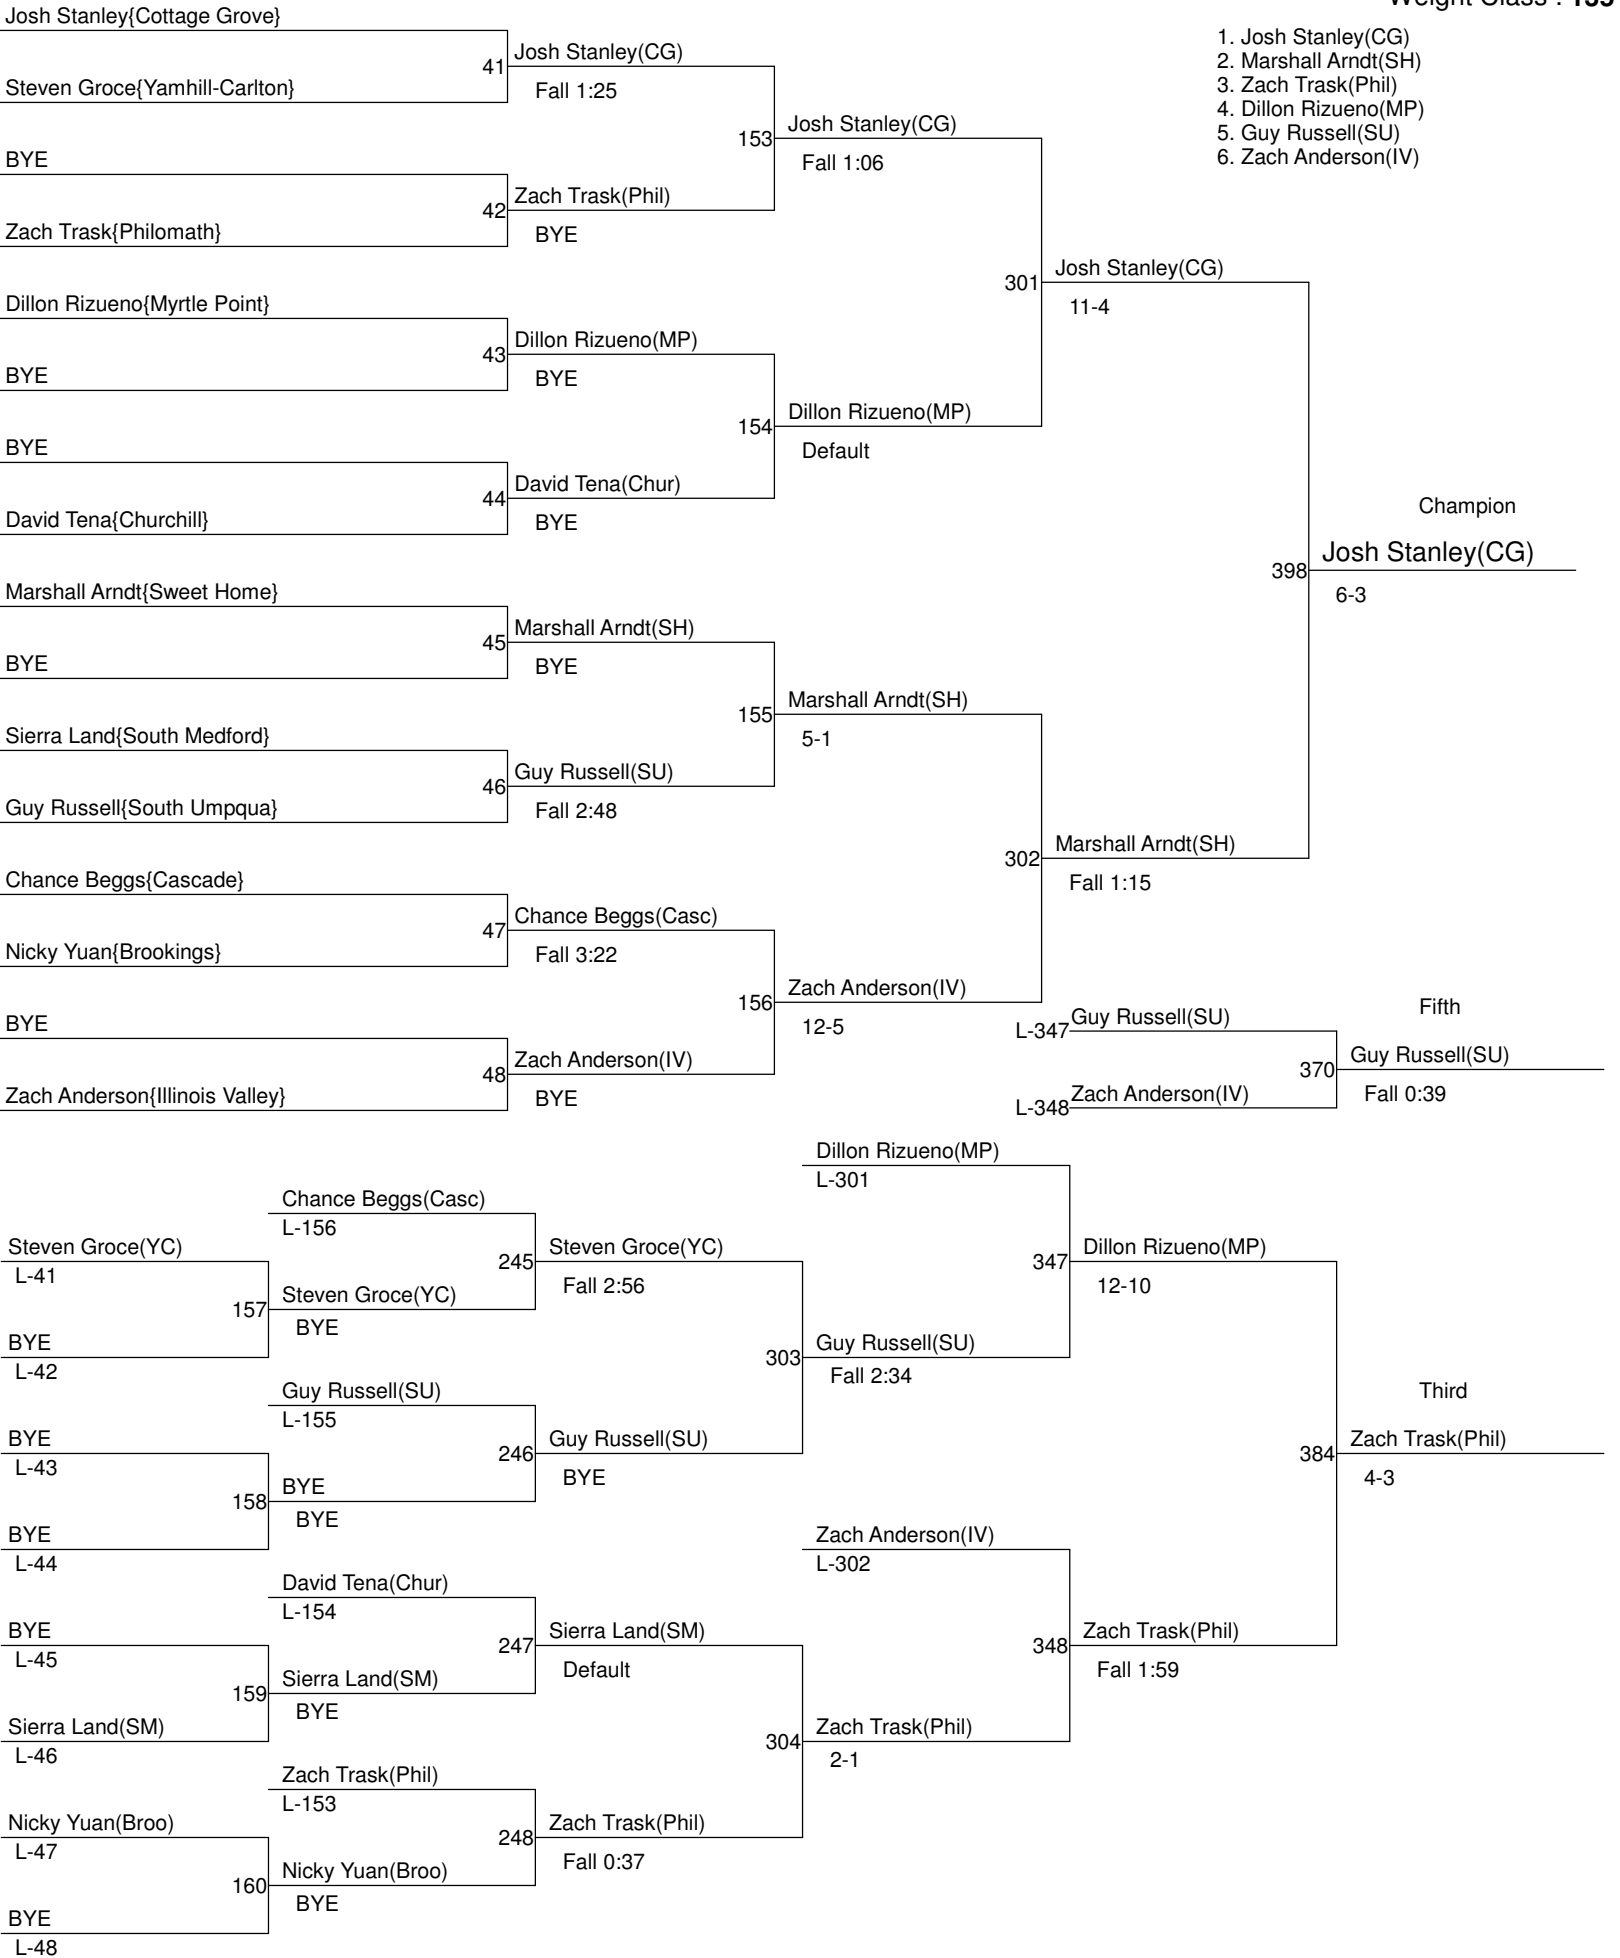 Josh Stanley{Cottage Grove}
Steven Groce{Yamhill-Carlton}
BYE
Zach Trask{Philomath}
Dillon Rizueno{Myrtle Point}
BYE
BYE
David Tena{Churchill}
Marshall Arndt{Sweet Home}
BYE
Sierra Land{South Medford}
Guy Russell{South Umpqua}
Chance Beggs{Cascade}
Nicky Yuan{Brookings}
BYE
Zach Anderson{Illinois Valley}
41 Josh Stanley(CG)
Fall 1:25
42 Zach Trask(Phil)
BYE
43 Dillon Rizueno(MP)
BYE
44 David Tena(Chur)
BYE
45 Marshall Arndt(SH)
BYE
46 Guy Russell(SU)
Fall 2:48
47 Chance Beggs(Casc)
Fall 3:22
48 Zach Anderson(IV)
BYE
153 Josh Stanley(CG)
Fall 1:06
154 Dillon Rizueno(MP)
Default
155 Marshall Arndt(SH)
5-1
156 Zach Anderson(IV)
12-5
301 Josh Stanley(CG)
11-4
302 Marshall Arndt(SH)
Fall 1:15
Champion
398 Josh Stanley(CG)
6-3
1. Josh Stanley(CG)
2. Marshall Arndt(SH)
3. Zach Trask(Phil)
4. Dillon Rizueno(MP)
5. Guy Russell(SU)
6. Zach Anderson(IV)
L-347 Guy Russell(SU)
L-348 Zach Anderson(IV)
Fifth
370 Guy Russell(SU)
Fall 0:39
Steven Groce(YC)
L-41
BYE
L-42
BYE
L-43
BYE
L-44
BYE
L-45
Sierra Land(SM)
L-46
Nicky Yuan(Broo)
L-47
BYE
L-48
Chance Beggs(Casc)
L-156
157 Steven Groce(YC)
BYE
Guy Russell(SU)
L-155
158 BYE
BYE
David Tena(Chur)
L-154
159 Sierra Land(SM)
BYE
Zach Trask(Phil)
L-153
160 Nicky Yuan(Broo)
BYE
245 Steven Groce(YC)
Fall 2:56
246 Guy Russell(SU)
BYE
247 Sierra Land(SM)
Default
248 Zach Trask(Phil)
Fall 0:37
Dillon Rizueno(MP)
L-301
303 Guy Russell(SU)
Fall 2:34
Zach Anderson(IV)
L-302
304 Zach Trask(Phil)
2-1
347 Dillon Rizueno(MP)
12-10
348 Zach Trask(Phil)
Fall 1:59
Third
384 Zach Trask(Phil)
4-3